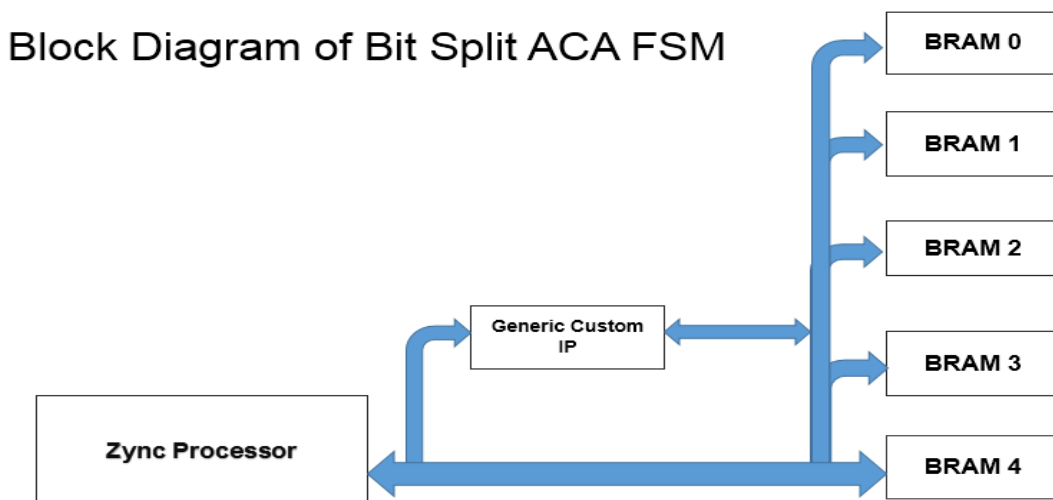 Block Diagram of Bit Split ACA FSM
BRAM 0
BRAM 1
BRAM 2
Generic Custom
IP
BRAM 3
Zync Processor
BRAM 4